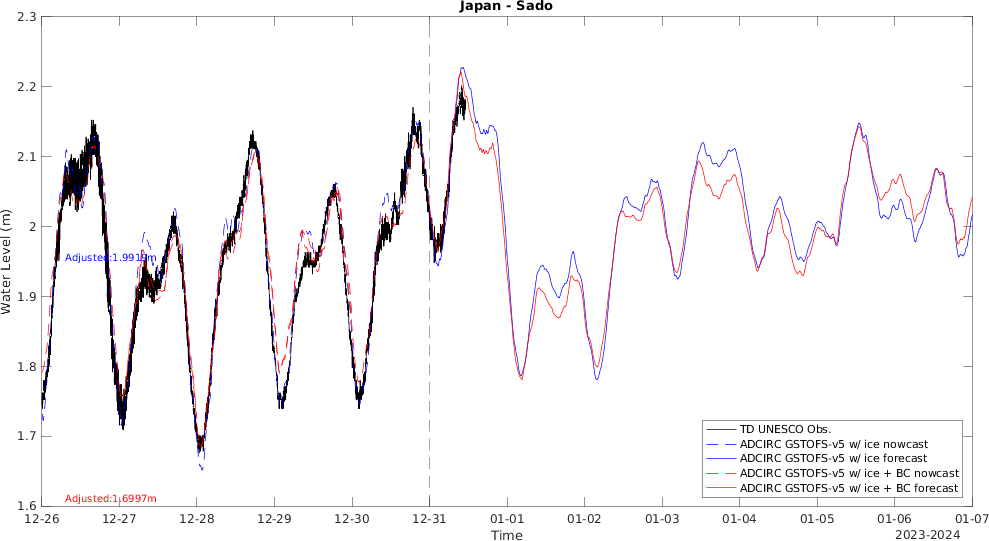 Japan - Sado
2.3
2.2
2.1
2
1.9
1.8
1.7
1.6
Water Level (m)
Adjusted:1.9915m
Adjusted:1.6997m
TD UNESCO Obs.
ADCIRC GSTOFS-v5 w/ ice nowcast
ADCIRC GSTOFS-v5 w/ ice forecast
ADCIRC GSTOFS-v5 w/ ice + BC nowcast
ADCIRC GSTOFS-v5 w/ ice + BC forecast
12-26 12-27 12-28 12-29 12-30 12-31 01-01 01-02 01-03 01-04 01-05 01-06 01-07
Time
2023-2024